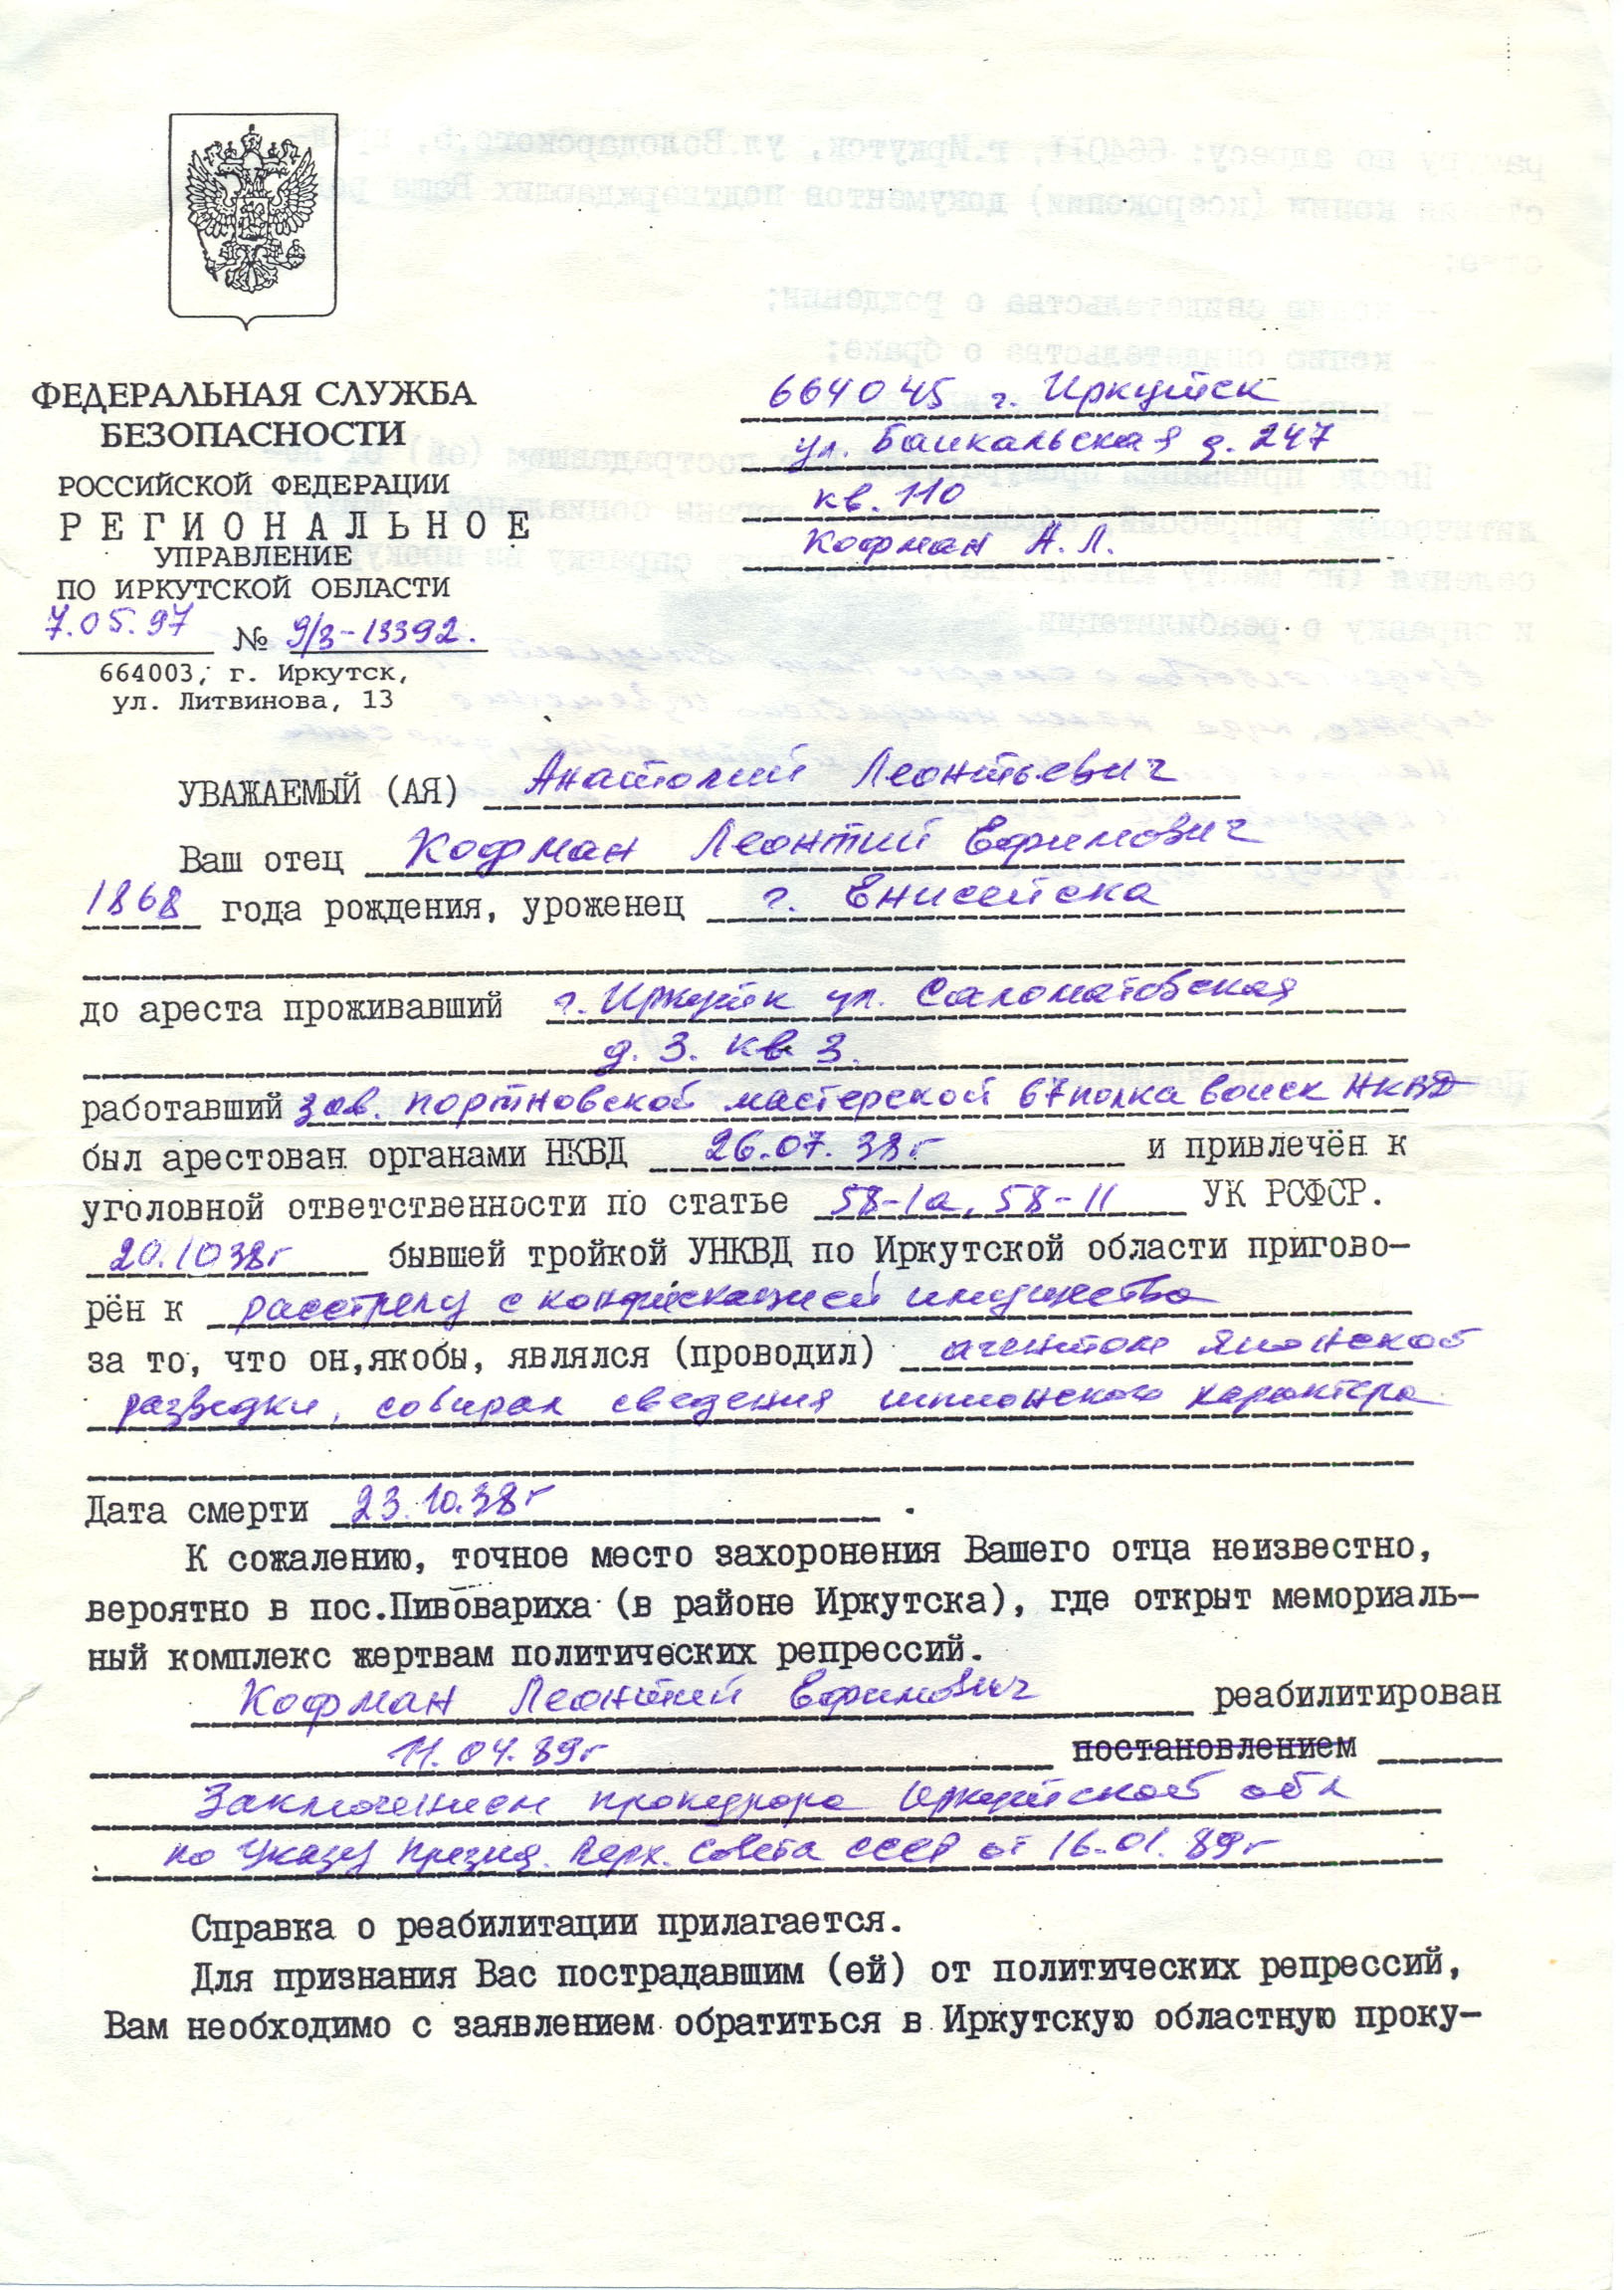 ФЕДЕРАЛЬНАЯ СЛУЖБА
БЕЗОПАСНОСТИ
РОССИЙСКОЙ ФЕДЕРАЦИИ
РЕГИОНАЛЬНОЕ
УПРАВЛЕНИЕ
ПО ИРКУТСКОЙ ОБЛАСТИ
7.05.97 № 9/3-13392.
664003, г. Иркутск,
ул. Литвинова, 13
664045 г. Иркутск
ул. Байкальская д. 247
кв. 110
Кофман А.Л.
УВАЖАЕМЫЙ (АЯ) Анатолий Леонтьевич
Ваш отец Кофман Леонтий Ефимович
1868 года рождения, уроженец г. Енисейска
до ареста проживавший г. Иркутск ул. Саломатовская
д. 3. кв 3.
работавший зав. портновской мастерской 67 полка войск НКВД
был арестован органами НКВД 26.07.38г и привлечён к
уголовной ответственности по статье 58-1а, 58-11 УК РСФСР.
20.10 38г бывшей тройкой УНКВД по Иркутской области пригово-
рён к расстрелу с конфискацией имущества
за то, что он,якобы, являлся (проводил) агентом японской
разведки, собирал сведения шпионского характера
Дата смерти 23.10.38г .
К сожалению, точное место захоронения Вашего отца неизвестно,
вероятно в пос.Пивовариха (в районе Иркутска), где открыт мемориаль-
ный комплекс жертвам политических репрессий.
Кофман Леонтий Ефимович реабилитирован
11.04.89г постановлением
Заключением прокурора Иркутской обл
по Указу Презид. Верх. Совета СССР от 16.01.89г
Справка о реабилитации прилагается.
Для признания Вас пострадавшим (ей) от политических репрессий,
Вам необходимо с заявлением обратиться в Иркутскую областную проку-